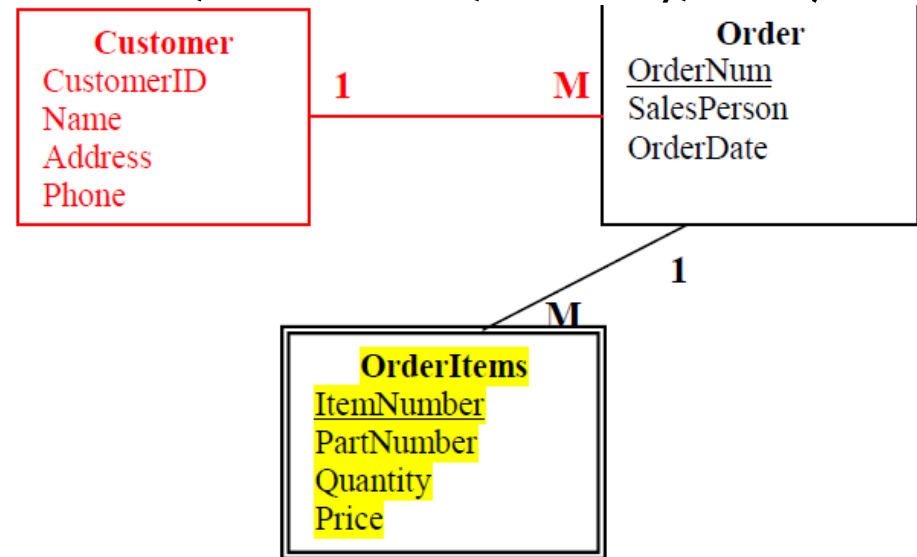 Customer
CustomerID
Name
Address
Phone
1
M
Order
OrderNum
SalesPerson
OrderDate
1
M
OrderItems
ItemNumber
PartNumber
Quantity
Price